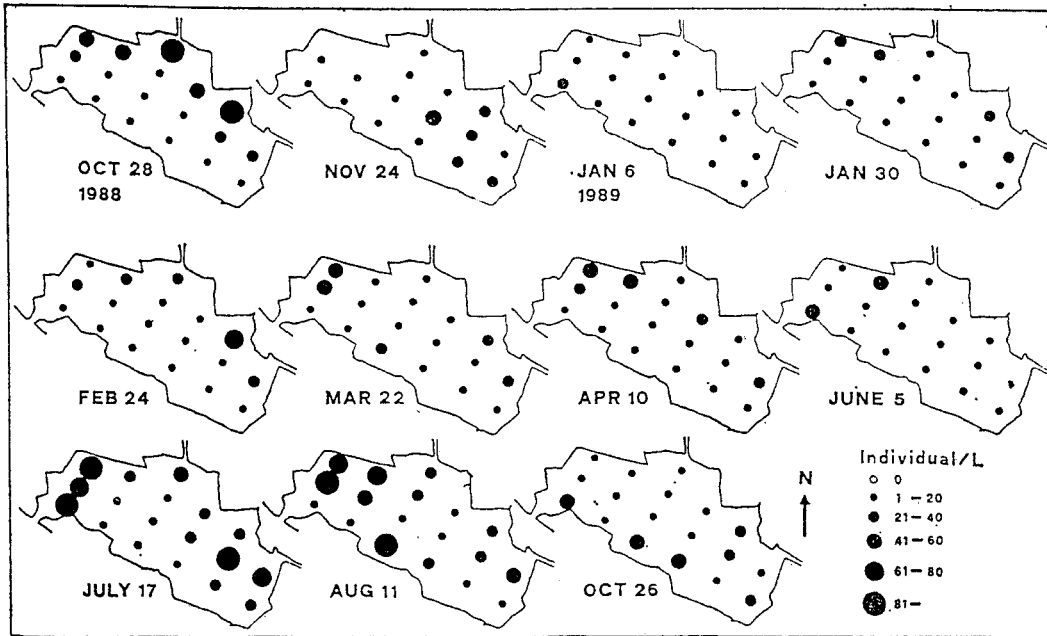 OCT 28
1988
NOV 24
JAN 6
1989
JAN 30
FEB 24
MAR 22
APR 10
JUNE 5
JULY 17
AUG 11
OCT 26
N
Individual/L
0
1 – 20
21 – 40
41 – 60
61 – 80
81 –